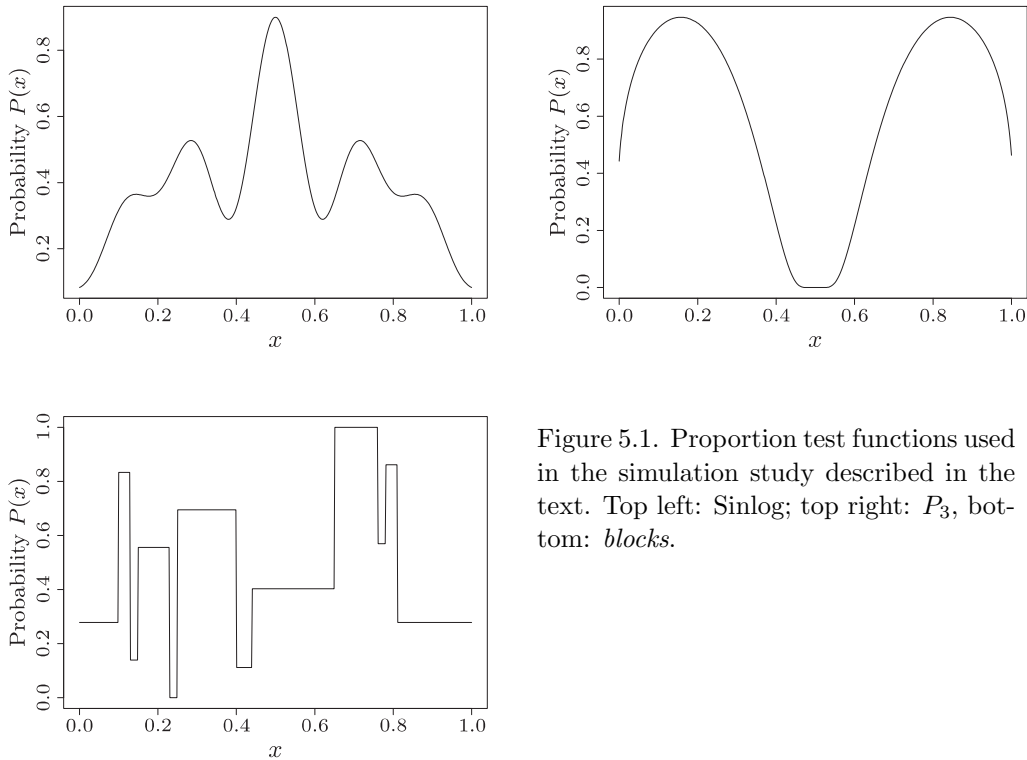 Probability P(x)
0.8
0.6
0.4
0.2
0.0 0.2 0.4 0.6 0.8 1.0
x
Probability P(x)
0.8
0.6
0.4
0.2
0.0
0.0 0.2 0.4 0.6 0.8 1.0
x
Probability P(x)
1.0
0.8
0.6
0.4
0.2
0.0
0.0 0.2 0.4 0.6 0.8 1.0
x
Figure 5.1. Proportion test functions used
in the simulation study described in the
text. Top left: Sinlog; top right: P₃, bot-
tom: blocks.